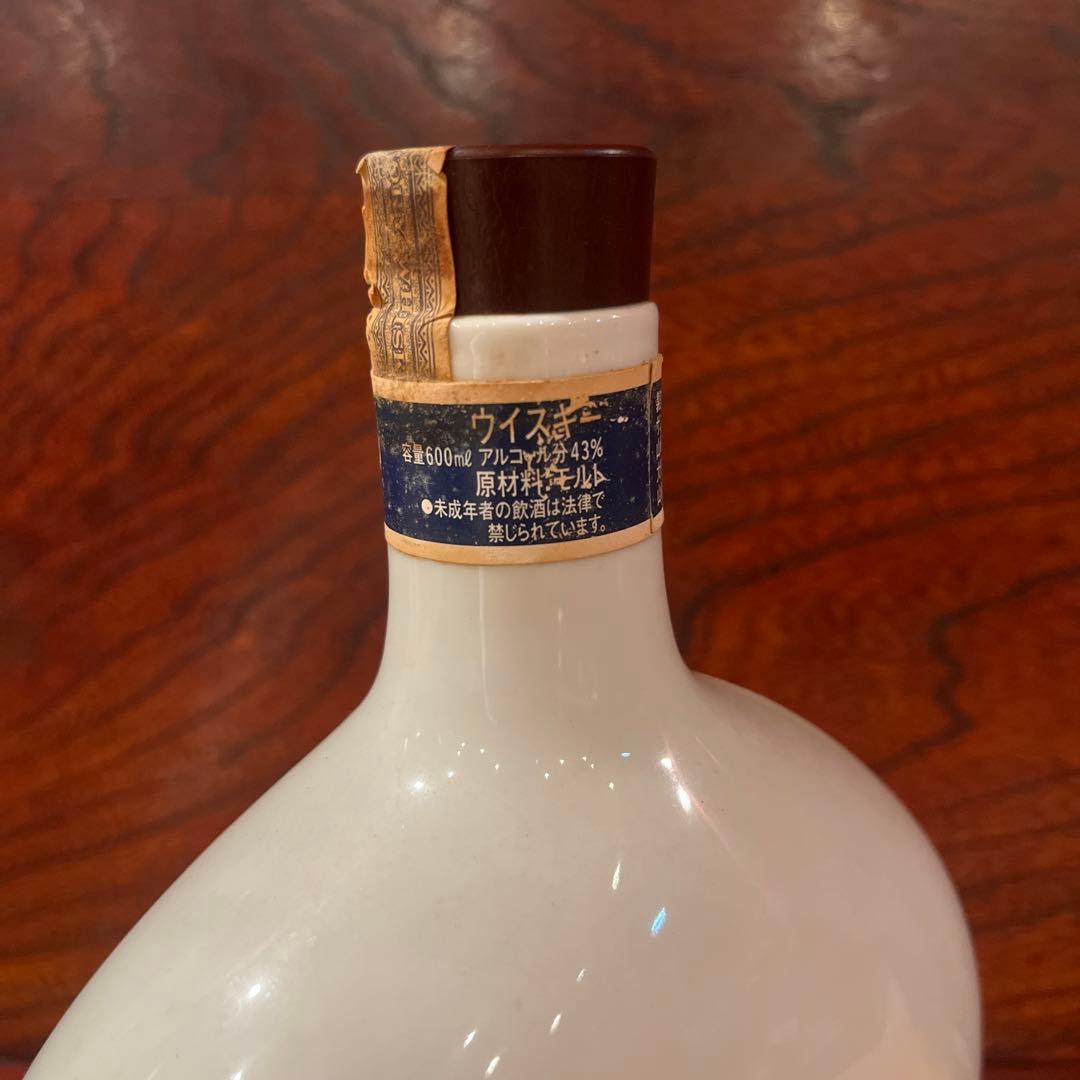 ウイスキー
容量600mℓ アルコール分43%
原材料:モルト
●未成年者の飲酒は法律で
禁じられています。